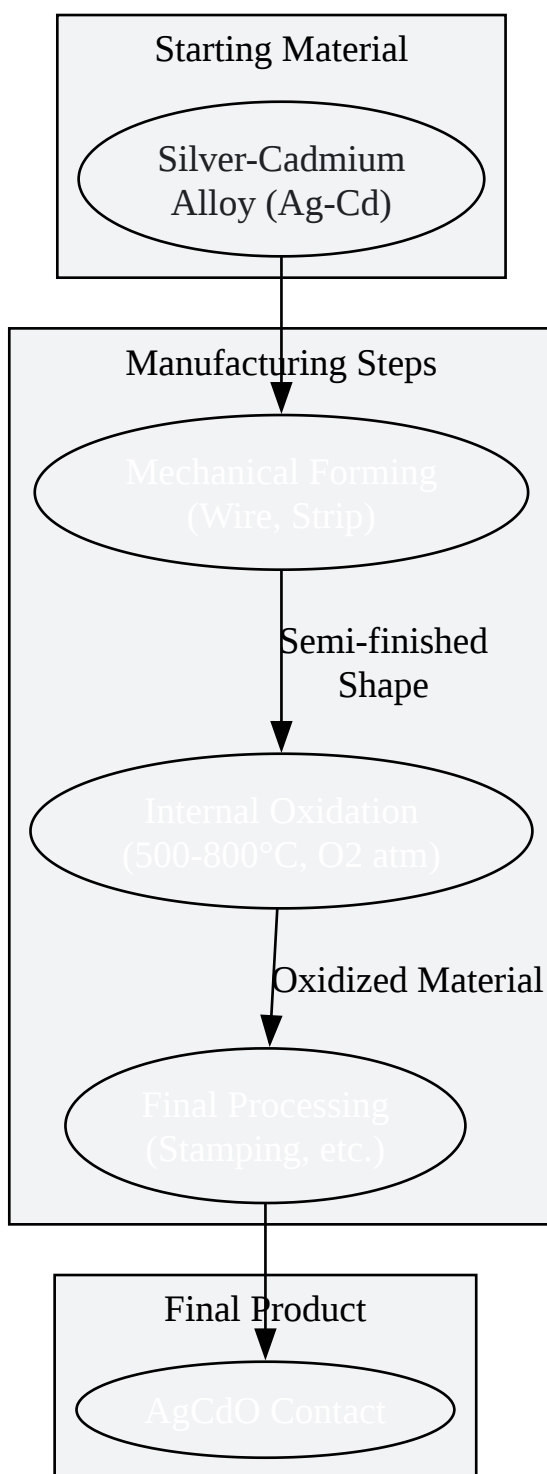 Starting Material
Silver-Cadmium
Alloy (Ag-Cd)
Manufacturing Steps
Mechanical Forming
(Wire, Strip)
Semi-finished
Shape
Internal Oxidation
(500-800°C, O2 atm)
Oxidized Material
Final Processing
(Stamping, etc.)
Final Product
AgCdO Contact